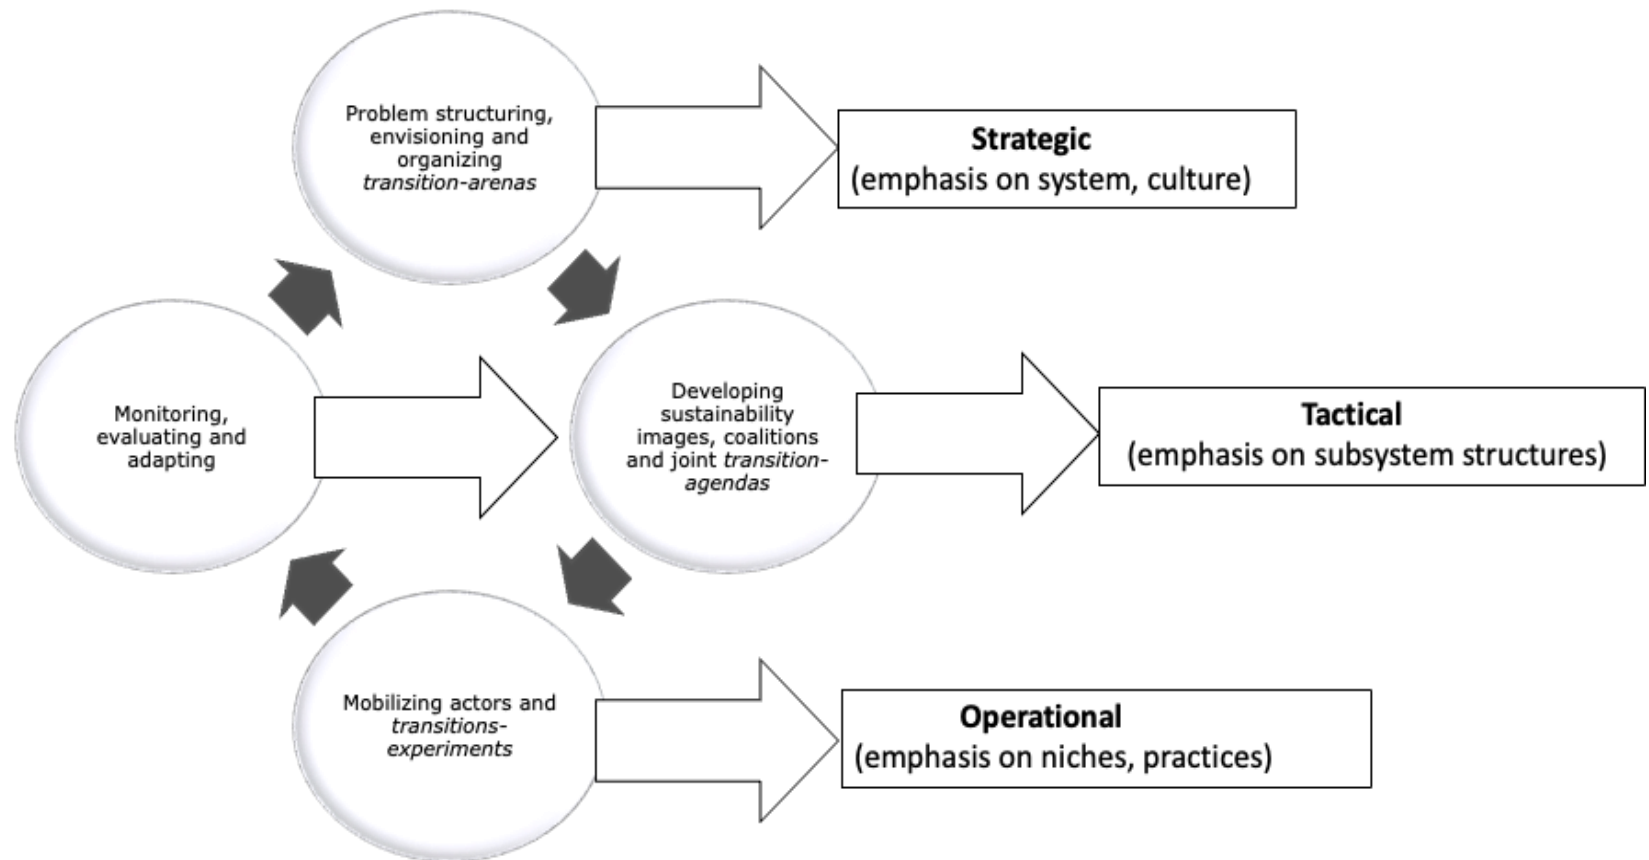 Problem structuring,
envisioning and
organizing
transition-arenas
Strategic
(emphasis on system, culture)
Monitoring,
evaluating and
adapting
Developing
sustainability
images, coalitions
and joint transition-
agendas
Tactical
(emphasis on subsystem structures)
Mobilizing actors and
transitions-
experiments
Operational
(emphasis on niches, practices)